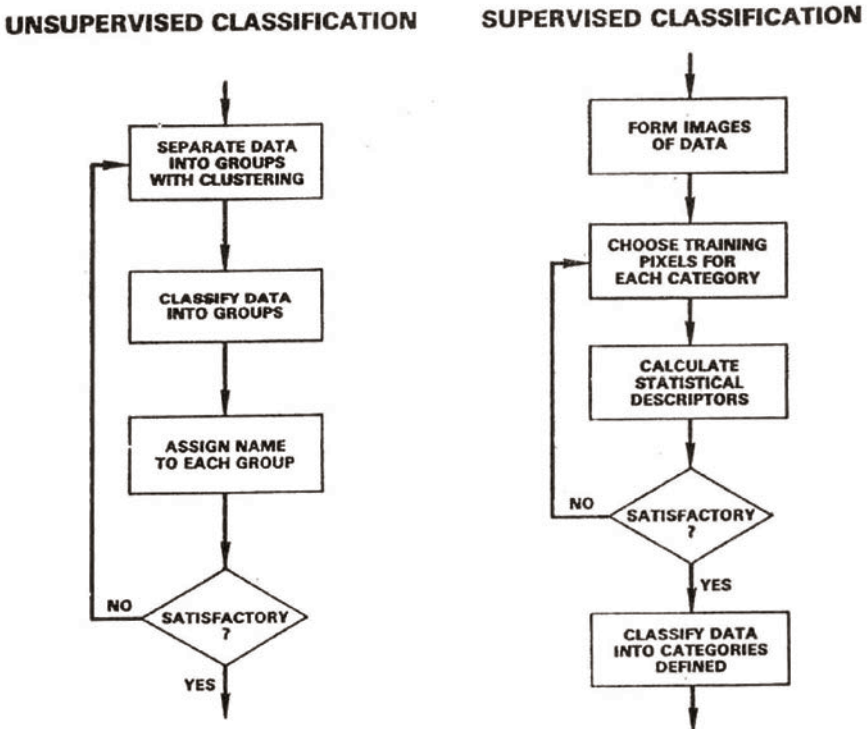 UNSUPERVISED CLASSIFICATION
SEPARATE DATA
INTO GROUPS
WITH CLUSTERING
CLASSIFY DATA
INTO GROUPS
ASSIGN NAME
TO EACH GROUP
NO
SATISFACTORY
?
YES
SUPERVISED CLASSIFICATION
FORM IMAGES
OF DATA
CHOOSE TRAINING
PIXELS FOR
EACH CATEGORY
CALCULATE
STATISTICAL
DESCRIPTORS
NO
SATISFACTORY
?
YES
CLASSIFY DATA
INTO CATEGORIES
DEFINED